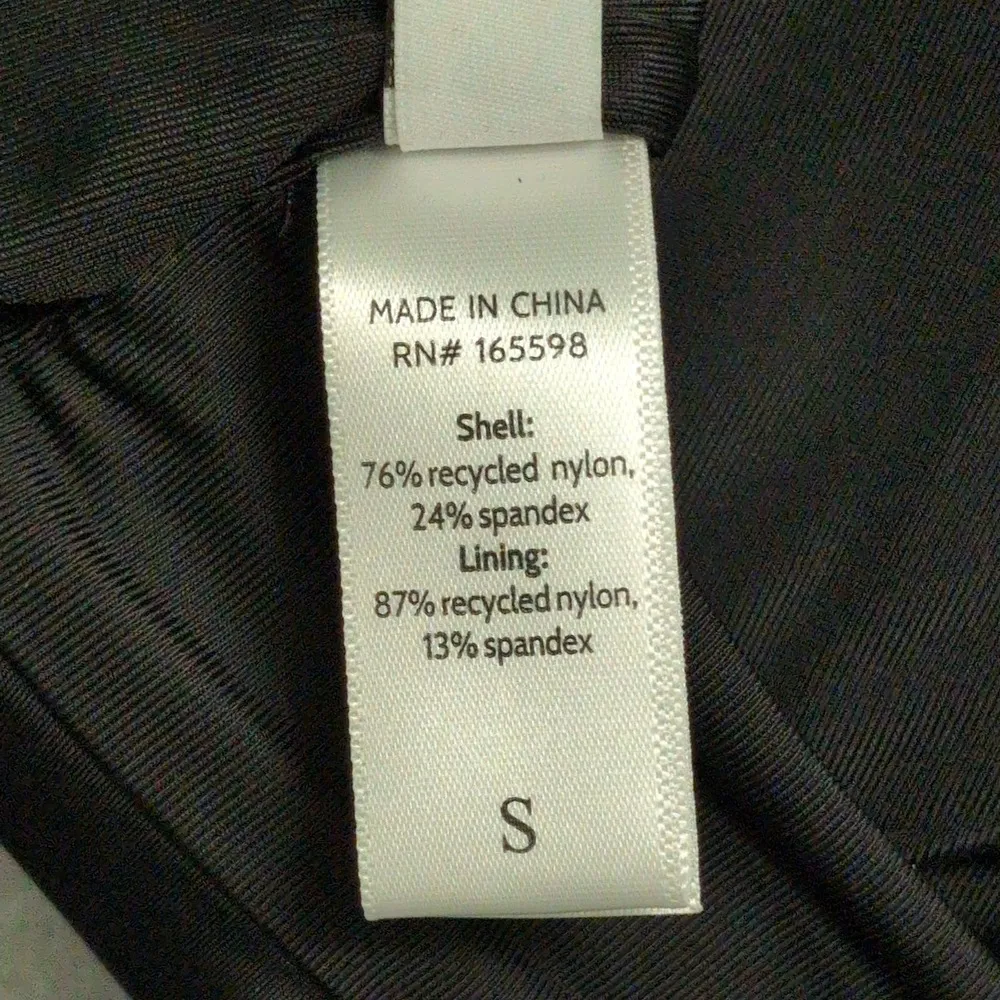 MADE IN CHINA
RN# 165598
Shell:
76% recycled nylon,
24% spandex
Lining:
87% recycled nylon,
13% spandex
S